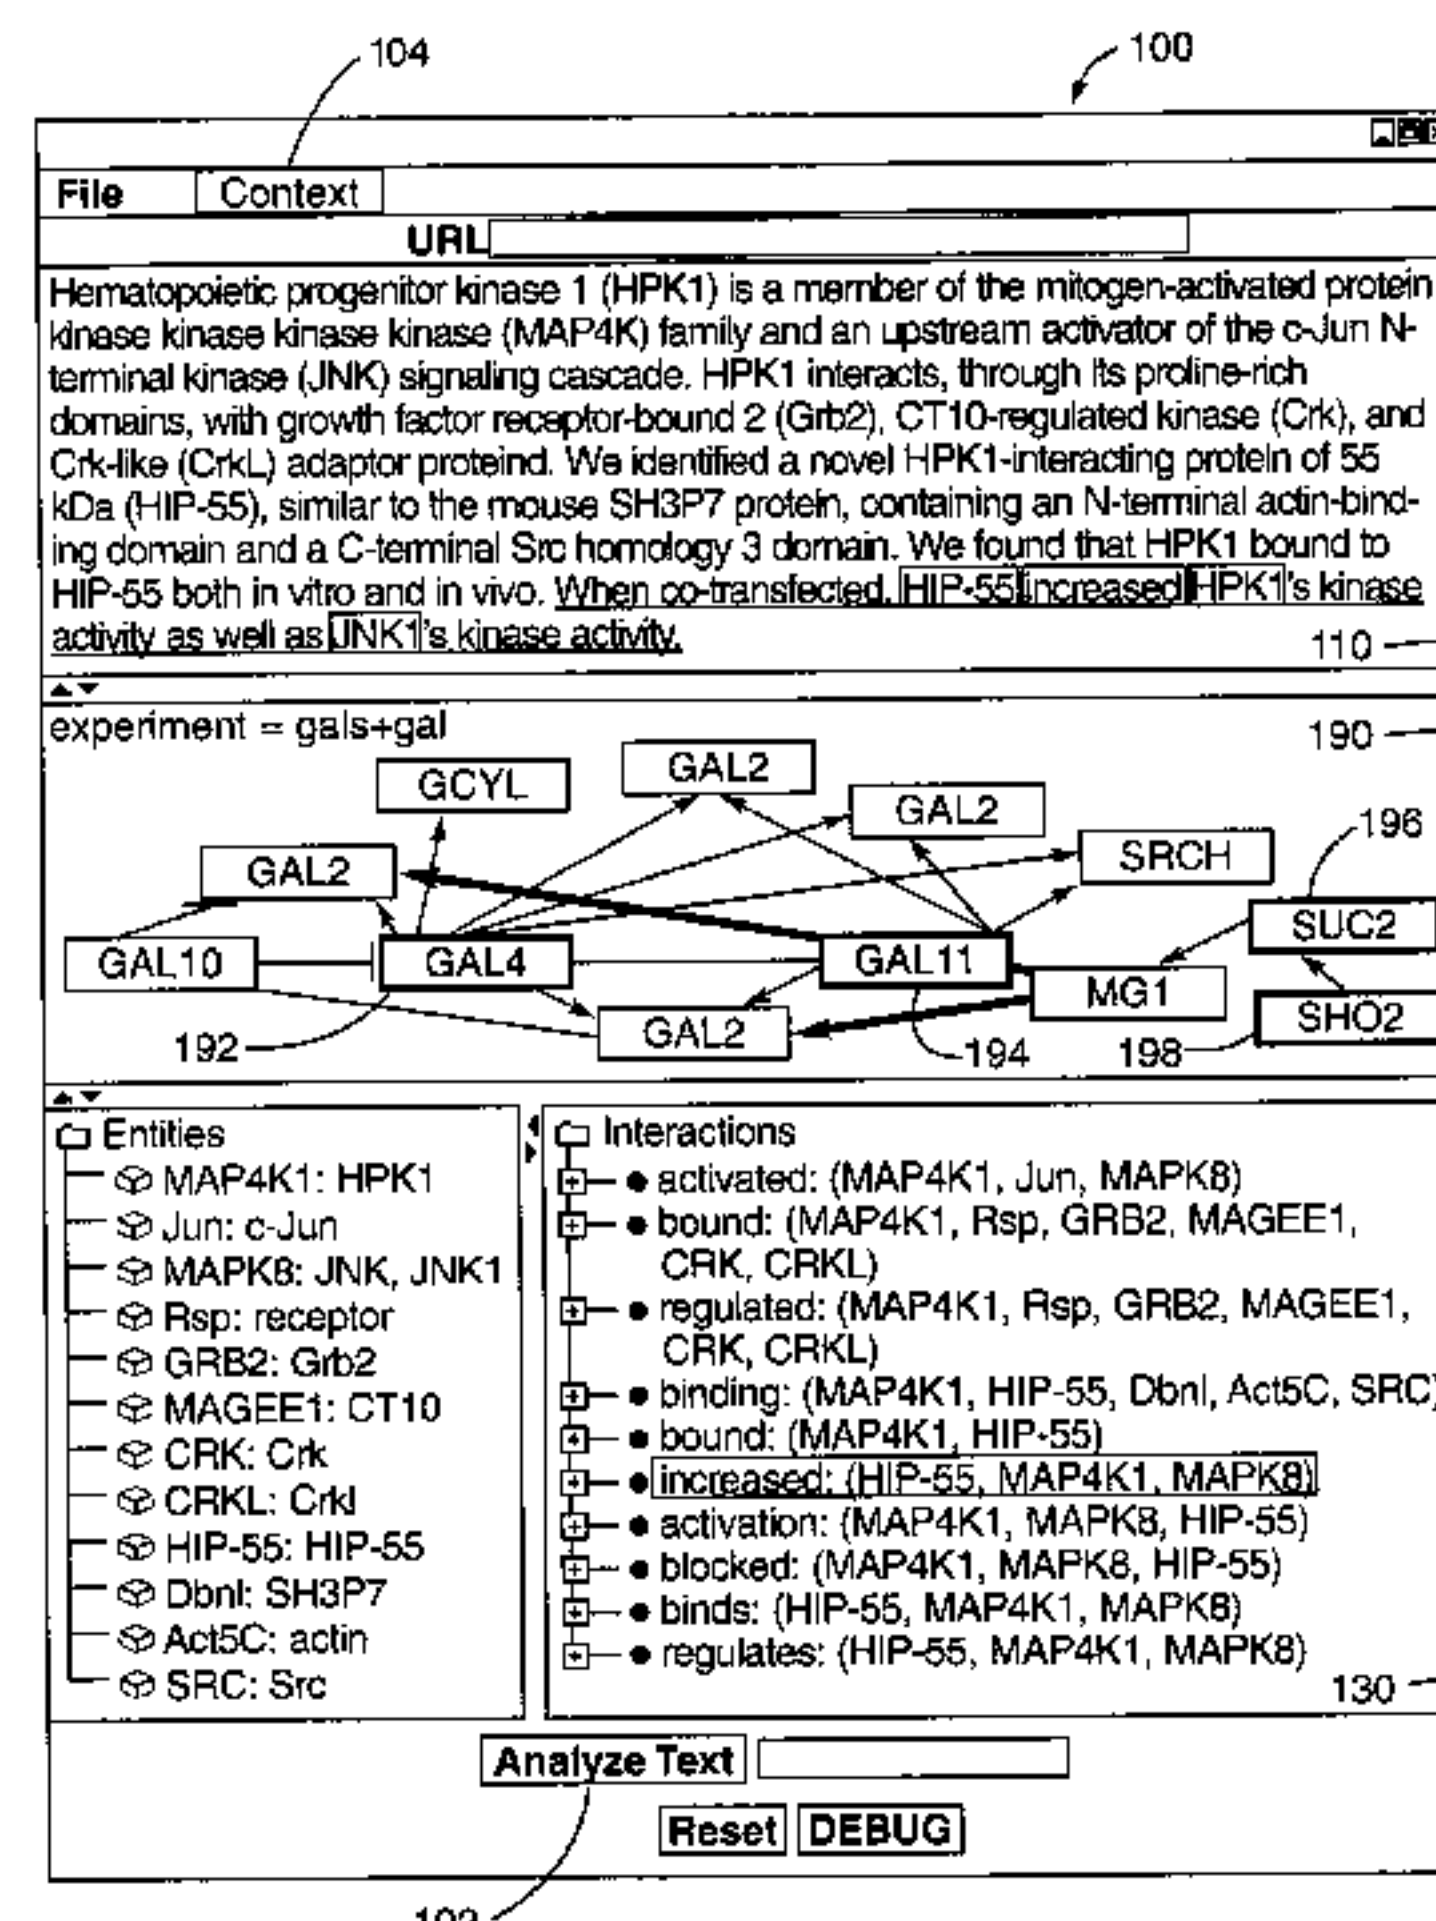 104
100
File Context
URL
Hematopoietic progenitor kinase 1 (HPK1) is a member of the mitogen-activated protein
kinase kinase kinase kinase (MAP4K) family and an upstream activator of the c-Jun N-
terminal kinase (JNK) signaling cascade. HPK1 interacts, through its proline-rich
domains, with growth factor receptor-bound 2 (Grb2), CT10-regulated kinase (Crk), and
Crk-like (CrkL) adaptor proteind. We identified a novel HPK1-interacting protein of 55
kDa (HIP-55), similar to the mouse SH3P7 protein, containing an N-terminal actin-bind-
ing domain and a C-terminal Src homology 3 domain. We found that HPK1 bound to
HIP-55 both in vitro and in vivo. When co-transfected, HIP-55 increased HPK1's kinase
activity as well as JNK1's kinase activity.
110
experiment = gals+gal
190
GCYL
GAL2
GAL2
196
GAL2
SRCH
SUC2
GAL10
GAL4
GAL11
MG1
SHO2
GAL2
192
194
198
Entities
MAP4K1: HPK1
Jun: c-Jun
MAPK8: JNK, JNK1
Rsp: receptor
GRB2: Grb2
MAGEE1: CT10
CRK: Crk
CRKL: Crkl
HIP-55: HIP-55
Dbnl: SH3P7
Act5C: actin
SRC: Src
Interactions
activated: (MAP4K1, Jun, MAPK8)
bound: (MAP4K1, Rsp, GRB2, MAGEE1,
CRK, CRKL)
regulated: (MAP4K1, Rsp, GRB2, MAGEE1,
CRK, CRKL)
binding: (MAP4K1, HIP-55, Dbnl, Act5C, SRC)
bound: (MAP4K1, HIP-55)
increased: (HIP-55, MAP4K1, MAPK8)
activation: (MAP4K1, MAPK8, HIP-55)
blocked: (MAP4K1, MAPK8, HIP-55)
binds: (HIP-55, MAP4K1, MAPK8)
regulates: (HIP-55, MAP4K1, MAPK8)
130
Analyze Text
Reset DEBUG